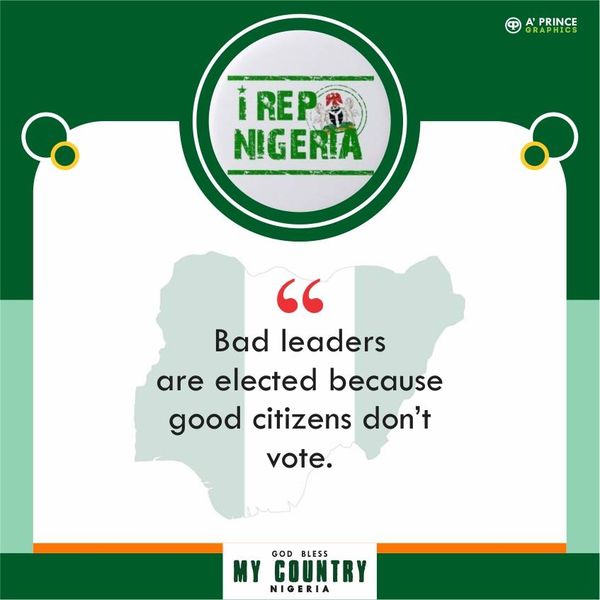 A' PRINCE
GRAPHICS
i REP
NIGERIA
“
Bad leaders
are elected because
good citizens don’t
vote.
GOD BLESS
MY COUNTRY
NIGERIA